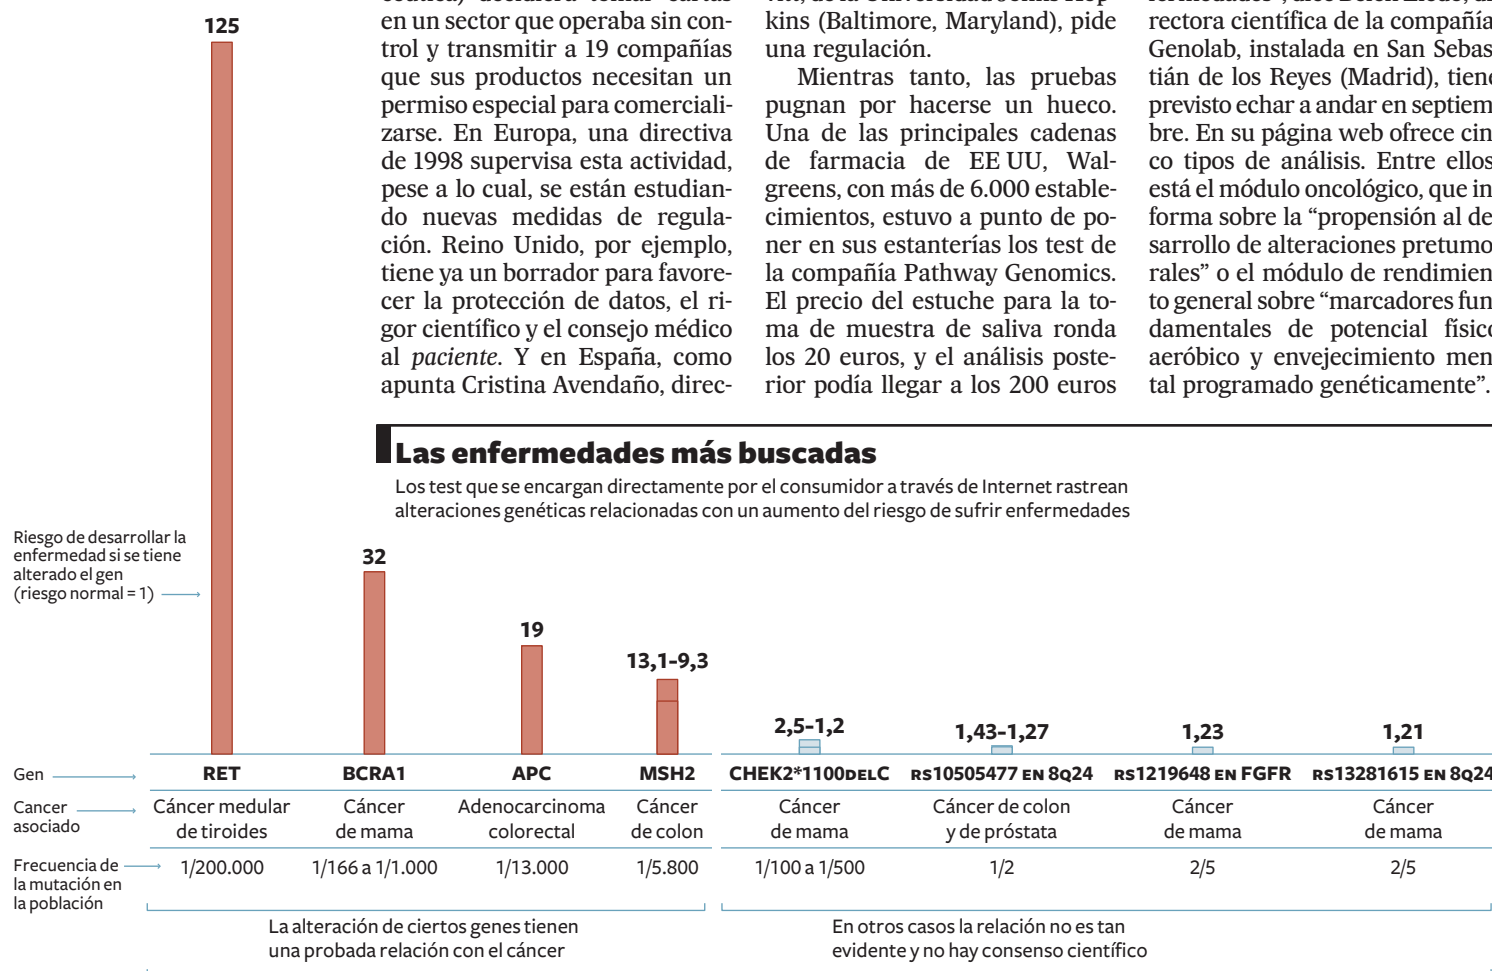 en un sector que operaba sin con-
trol y transmitir a 19 compañías
que sus productos necesitan un
permiso especial para comerciali-
zarse. En Europa, una directiva
de 1998 supervisa esta actividad,
pese a lo cual, se están estudian-
do nuevas medidas de regula-
ción. Reino Unido, por ejemplo,
tiene ya un borrador para favore-
cer la protección de datos, el ri-
gor científico y el consejo médico
al paciente. Y en España, como
apunta Cristina Avendaño, direc-
kins (Baltimore, Maryland), pide
una regulación.
Mientras tanto, las pruebas
pugnan por hacerse un hueco.
Una de las principales cadenas
de farmacia de EE UU, Wal-
greens, con más de 6.000 estable-
cimientos, estuvo a punto de po-
ner en sus estanterías los test de
la compañía Pathway Genomics.
El precio del estuche para la to-
ma de muestra de saliva ronda
los 20 euros, y el análisis poste-
rior podía llegar a los 200 euros
rectora científica de la compañía
Genolab, instalada en San Sebas
tián de los Reyes (Madrid), tiene
previsto echar a andar en septiem
bre. En su página web ofrece cin
co tipos de análisis. Entre ellos
está el módulo oncológico, que in
forma sobre la “propensión al de
sarrollo de alteraciones pretumo
rales” o el módulo de rendimien
to general sobre “marcadores fun
damentales de potencial físico
aeróbico y envejecimiento men
tal programado genéticamente”.
Las enfermedades más buscadas
Los test que se encargan directamente por el consumidor a través de Internet rastrean
alteraciones genéticas relacionadas con un aumento del riesgo de sufrir enfermedades
Riesgo de desarrollar la
enfermedad si se tiene
alterado el gen
(riesgo normal = 1)
125
32
19
13,1-9,3
2,5-1,2
1,43-1,27
1,23
1,21
Gen
RET
BCRA1
APC
MSH2
CHEK2*1100DELC
RS10505477 EN 8Q24
RS1219648 EN FGFR
RS13281615 EN 8Q24
Cancer
asociado
Cáncer medular
de tiroides
Cáncer
de mama
Adenocarcinoma
colorectal
Cáncer
de colon
Cáncer
de mama
Cáncer de colon
y de próstata
Cáncer
de mama
Cáncer
de mama
Frecuencia de
la mutación en
la población
1/200.000
1/166 a 1/1.000
1/13.000
1/5.800
1/100 a 1/500
1/2
2/5
2/5
La alteración de ciertos genes tienen
una probada relación con el cáncer
En otros casos la relación no es tan
evidente y no hay consenso científico